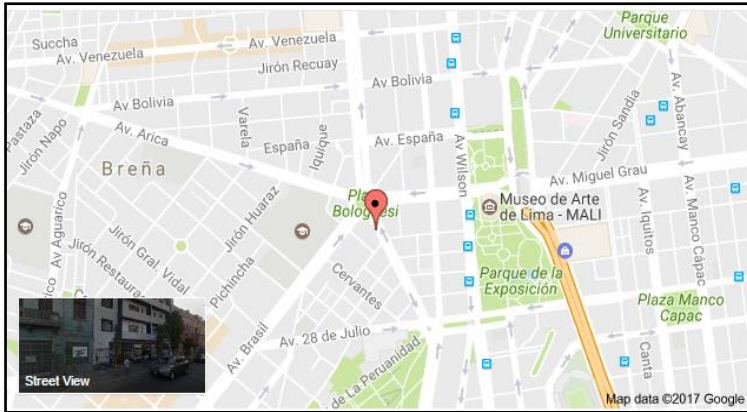 Parque
Universitario
Succha
Av. Venezuela
Av. Venezuela
Jirón Recuay
Av Bolivia
Av Bolivia
Pastaza
Jirón Napo
Av. Arica
Varela
España
Iquique
Av. España
Av Wilson
Jirón Sandia
Av. Abancay
Breña
Av. Miguel Grau
Jirón Huaraz
Museo de Arte
de Lima - MALI
Av. Iquitos
Av. Manco Cápac
Av Aguarico
Jirón Gral. Vidal
Pichincha
Cervantes
Parque de la
Exposición
Plaza Manco
Capac
Av. Brasil
Av. 28 de Julio
de La Peruanidad
Canta
Street View
Map data ©2017 Google